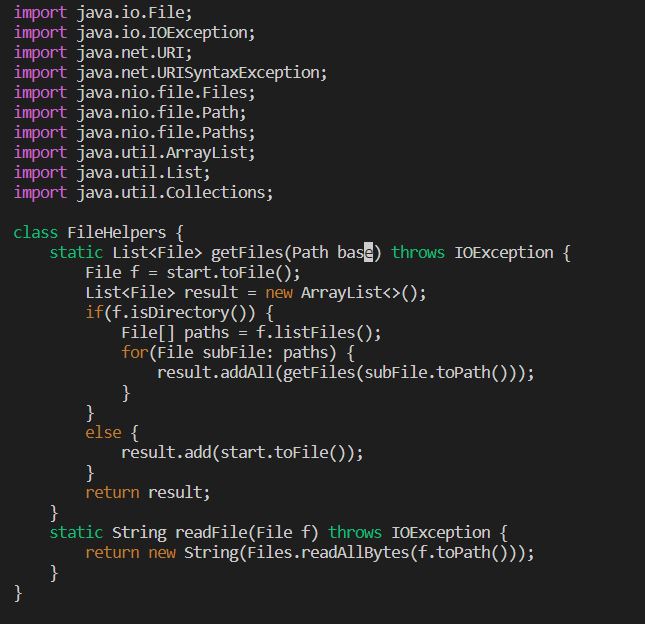 import java.io.File;
import java.io.IOException;
import java.net.URI;
import java.net.URISyntaxException;
import java.nio.file.Files;
import java.nio.file.Path;
import java.nio.file.Paths;
import java.util.ArrayList;
import java.util.List;
import java.util.Collections;

class FileHelpers {
    static List<File> getFiles(Path base) throws IOException {
        File f = start.toFile();
        List<File> result = new ArrayList<>();
        if(f.isDirectory()) {
            File[] paths = f.listFiles();
            for(File subFile: paths) {
                result.addAll(getFiles(subFile.toPath()));
            }
        }
        else {
            result.add(start.toFile());
        }
        return result;
    }
    static String readFile(File f) throws IOException {
        return new String(Files.readAllBytes(f.toPath()));
    }
}